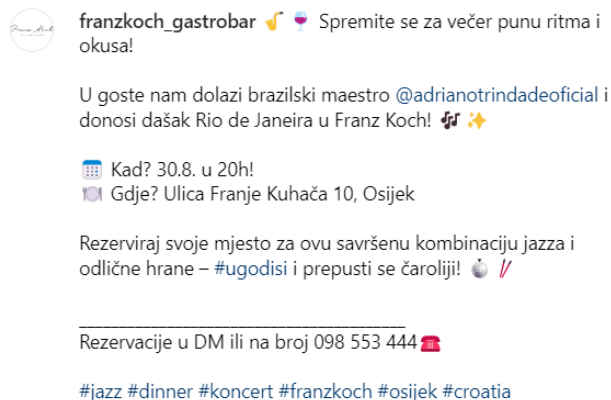 franzkoch_gastrobar 🎷 🍷 Spremite se za večer punu ritma i
okusa!
U goste nam dolazi brazilski maestro @adrianotrindadeoficial i
donosi dašak Rio de Janeira u Franz Koch! 🎶 ✨
📅 Kad? 30.8. u 20h!
🍽️ Gdje? Ulica Franje Kuhača 10, Osijek
Rezerviraj svoje mjesto za ovu savršenu kombinaciju jazza i
odlične hrane – #ugodisi i prepusti se čaroliji! 🪩 🥢
___________________________________________
Rezervacije u DM ili na broj 098 553 444☎️
#jazz #dinner #koncert #franzkoch #osijek #croatia